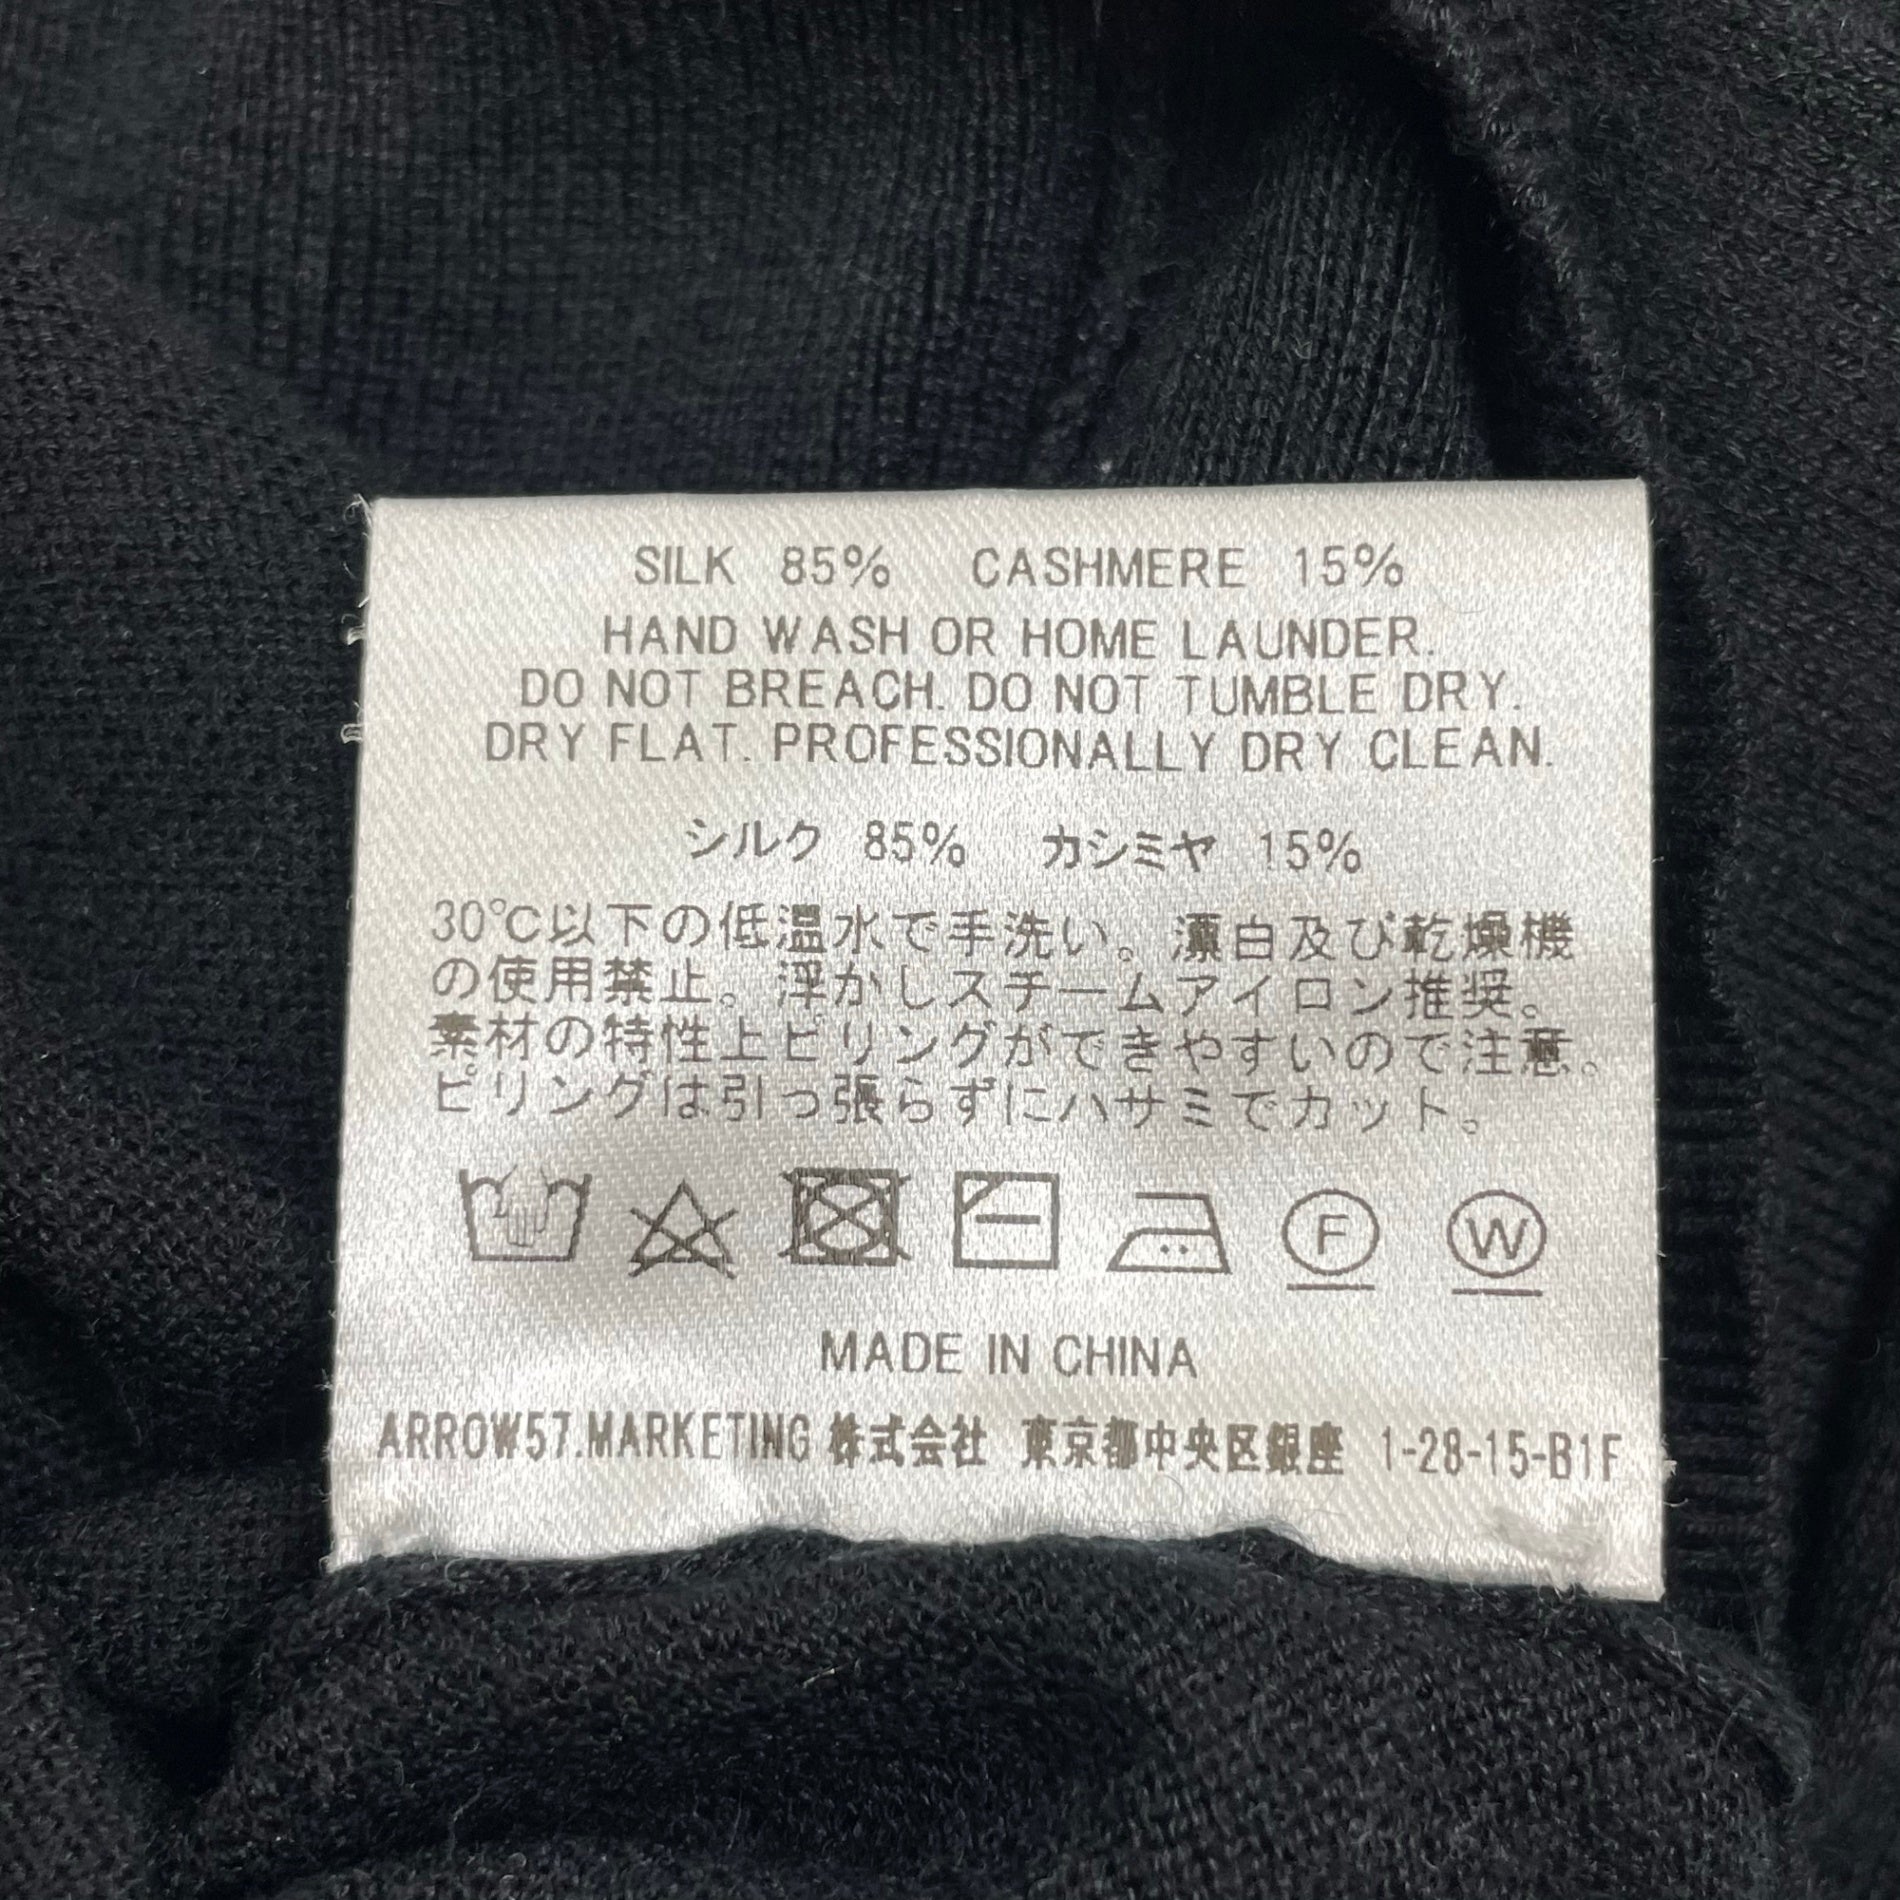 SILK 85% CASHMERE 15%
HAND WASH OR HOME LAUNDER.
DO NOT BREACH. DO NOT TUMBLE DRY.
DRY FLAT. PROFESSIONALLY DRY CLEAN.
シルク 85% カシミヤ 15%
30℃以下の低温水で手洗い。漂白及び乾燥機
の使用禁止。浮かしスチームアイロン推奨。
素材の特性上ピリングができやすいので注意。
ピリングは引っ張らずにハサミでカット。
F W
MADE IN CHINA
ARROW57.MARKETING 株式会社 東京都中央区銀座 1-28-15-B1F